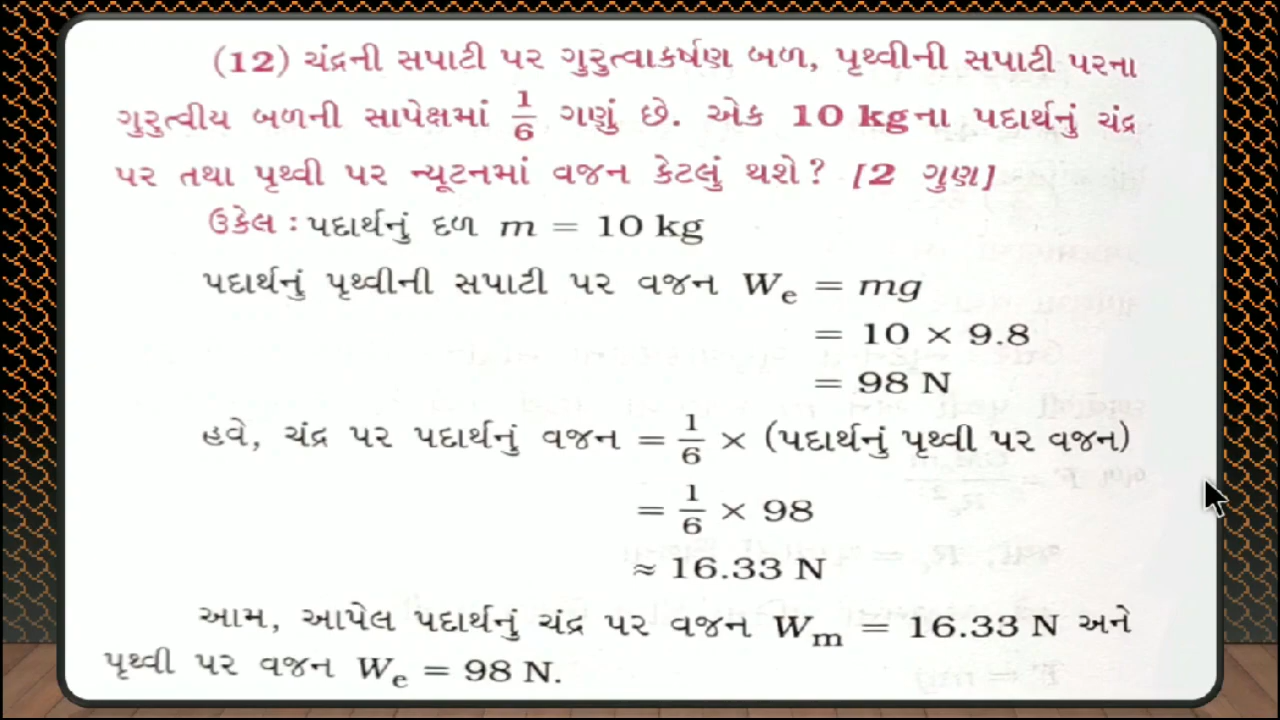 (12) ચંદ્રની સપાટી પર ગુરુત્વાકર્ષણ બળ, પૃથ્વીની સપાટી પરના
ગુરુત્વીય બળની સાપેક્ષમાં 1/6 ગણું છે. એક 10 kgના પદાર્થનું ચંદ્ર
પર તથા પૃથ્વી પર ન્યૂટનમાં વજન કેટલું થશે? [2 ગુણ]
ઉકેલ : પદાર્થનું દળ m = 10 kg
પદાર્થનું પૃથ્વીની સપાટી પર વજન Wₑ = mg
= 10 × 9.8
= 98 N
હવે, ચંદ્ર પર પદાર્થનું વજન = 1/6 × (પદાર્થનું પૃથ્વી પર વજન)
= 1/6 × 98
≈ 16.33 N
આમ, આપેલ પદાર્થનું ચંદ્ર પર વજન Wₘ = 16.33 N અને
પૃથ્વી પર વજન Wₑ = 98 N.